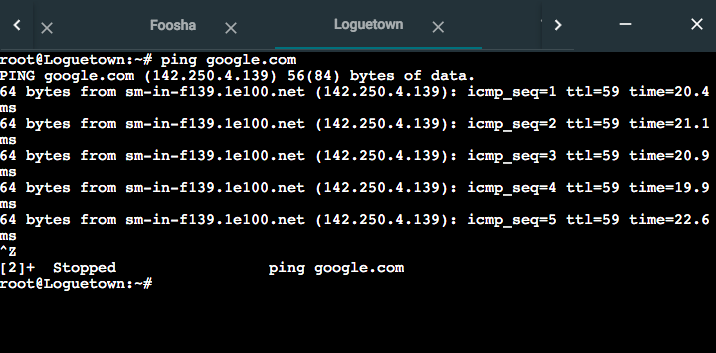 Foosha
Loguetown
root@Loguetown:~# ping google.com
PING google.com (142.250.4.139) 56(84) bytes of data.
64 bytes from sm-in-f139.1e100.net (142.250.4.139): icmp_seq=1 ttl=59 time=20.4
ms
64 bytes from sm-in-f139.1e100.net (142.250.4.139): icmp_seq=2 ttl=59 time=21.1
ms
64 bytes from sm-in-f139.1e100.net (142.250.4.139): icmp_seq=3 ttl=59 time=20.9
ms
64 bytes from sm-in-f139.1e100.net (142.250.4.139): icmp_seq=4 ttl=59 time=19.9
ms
64 bytes from sm-in-f139.1e100.net (142.250.4.139): icmp_seq=5 ttl=59 time=22.6
ms
^Z
[2]+  Stopped                 ping google.com
root@Loguetown:~#